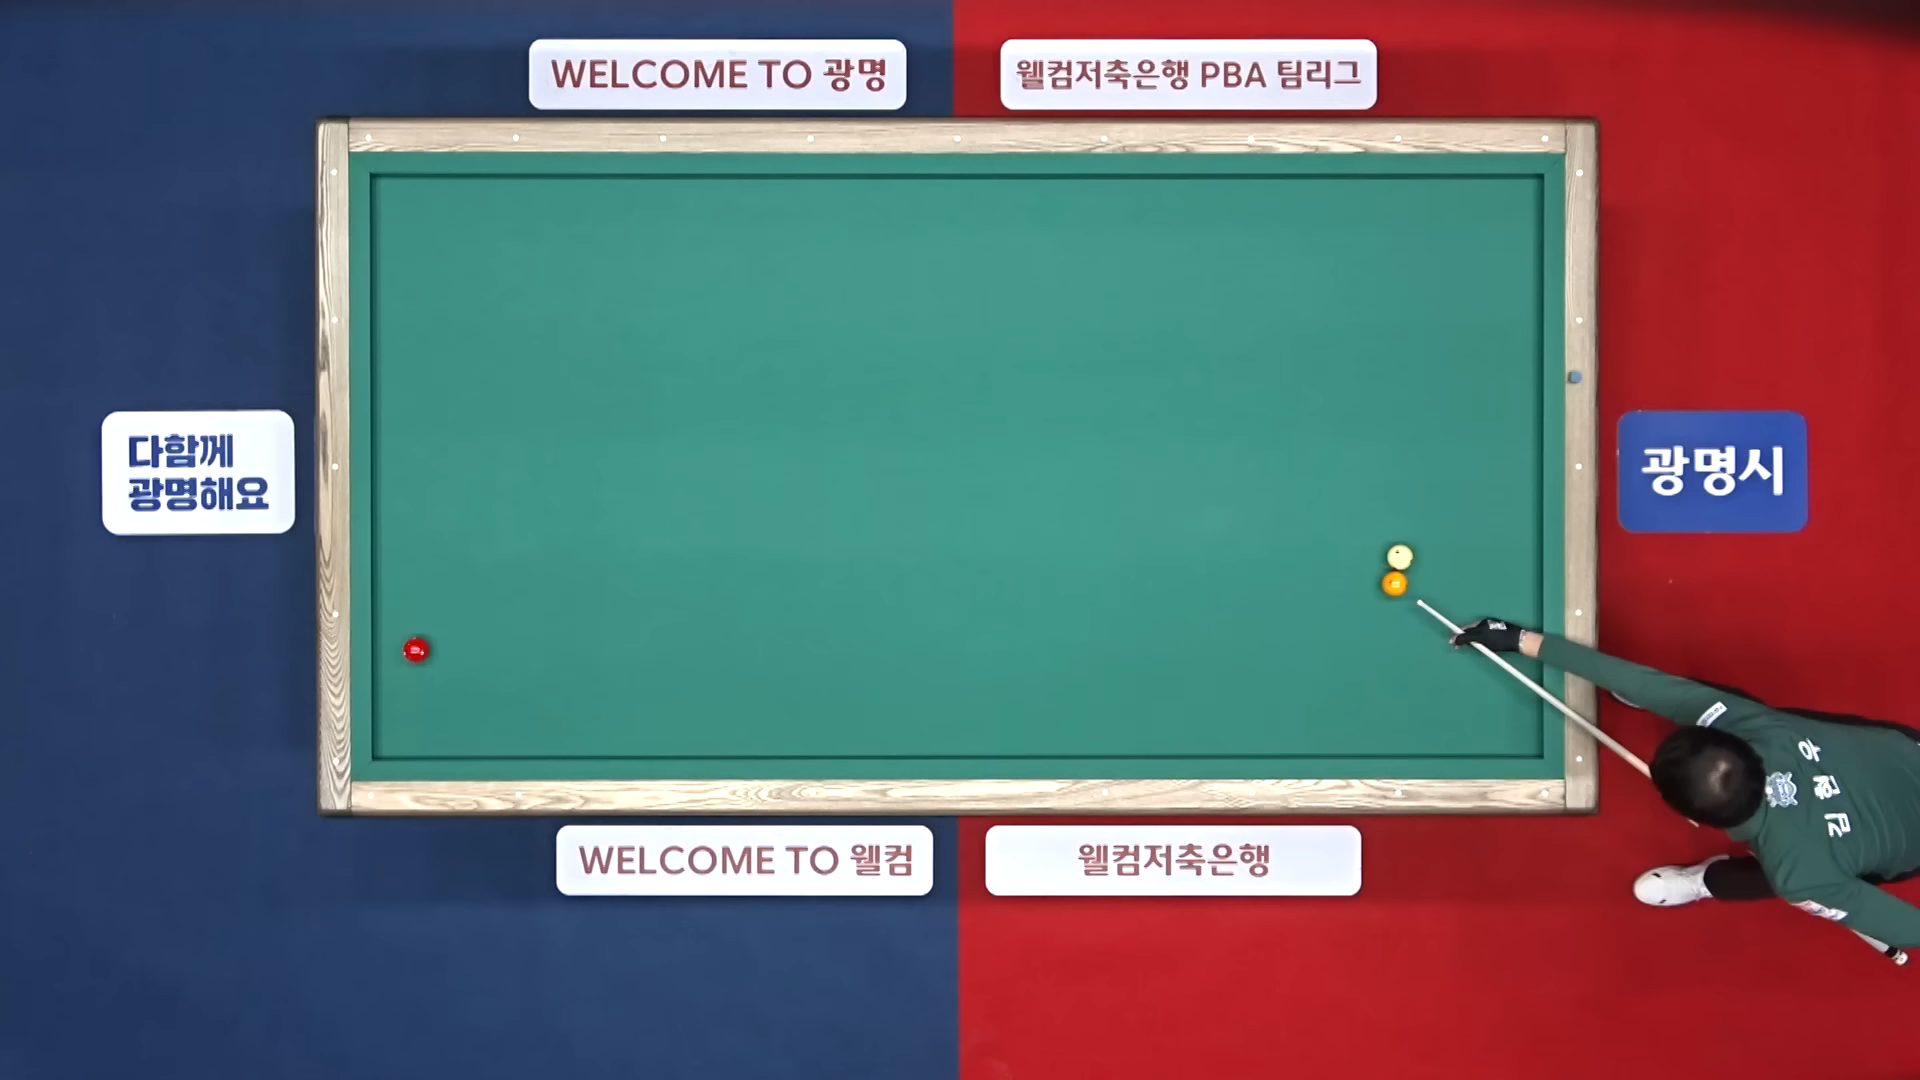 WELCOME TO 광명
웰컴저축은행 PBA 팀리그
다함께
광명해요
광명시
WELCOME TO 웰컴
웰컴저축은행